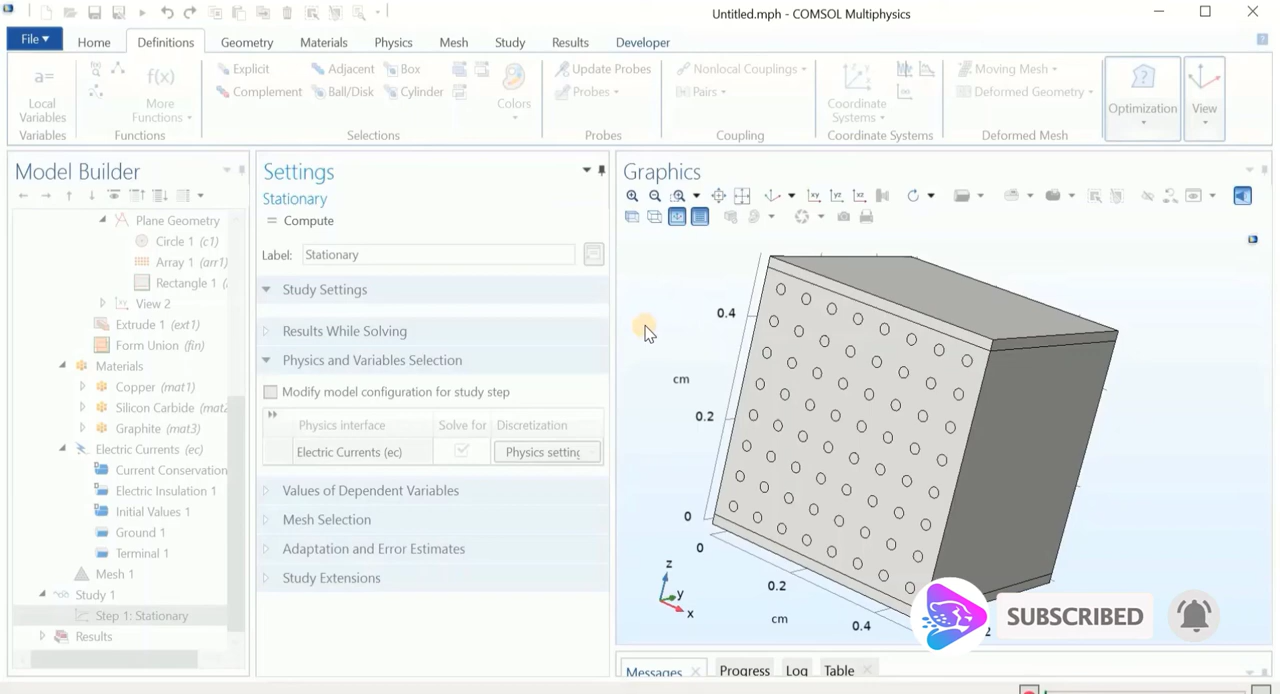 Untitled.mph - COMSOL Multiphysics
File Home Definitions Geometry Materials Physics Mesh Study Results Developer
a= f(x) Explicit Adjacent Box Update Probes Nonlocal Couplings Moving Mesh
Local Variables More Functions Complement Ball/Disk Cylinder Colors Probes Pairs Coordinate Systems Deformed Geometry Optimization View
Variables Functions Selections Probes Coupling Coordinate Systems Deformed Mesh
Model Builder
Plane Geometry
Circle 1 (c1)
Array 1 (arr1)
Rectangle 1 (
View 2
Extrude 1 (ext1)
Form Union (fin)
Materials
Copper (mat1)
Silicon Carbide (mat2
Graphite (mat3)
Electric Currents (ec)
Current Conservation
Electric Insulation 1
Initial Values 1
Ground 1
Terminal 1
Mesh 1
Study 1
Step 1: Stationary
Results
Settings
Stationary
= Compute
Label: Stationary
Study Settings
Results While Solving
Physics and Variables Selection
Modify model configuration for study step
Physics interface Solve for Discretization
Electric Currents (ec) Physics setting
Values of Dependent Variables
Mesh Selection
Adaptation and Error Estimates
Study Extensions
Graphics
xy yz xz
0.4
cm
0.2
0
0
0.2
cm
0.4
2
z
y
x
SUBSCRIBED
Messages Progress Log Table